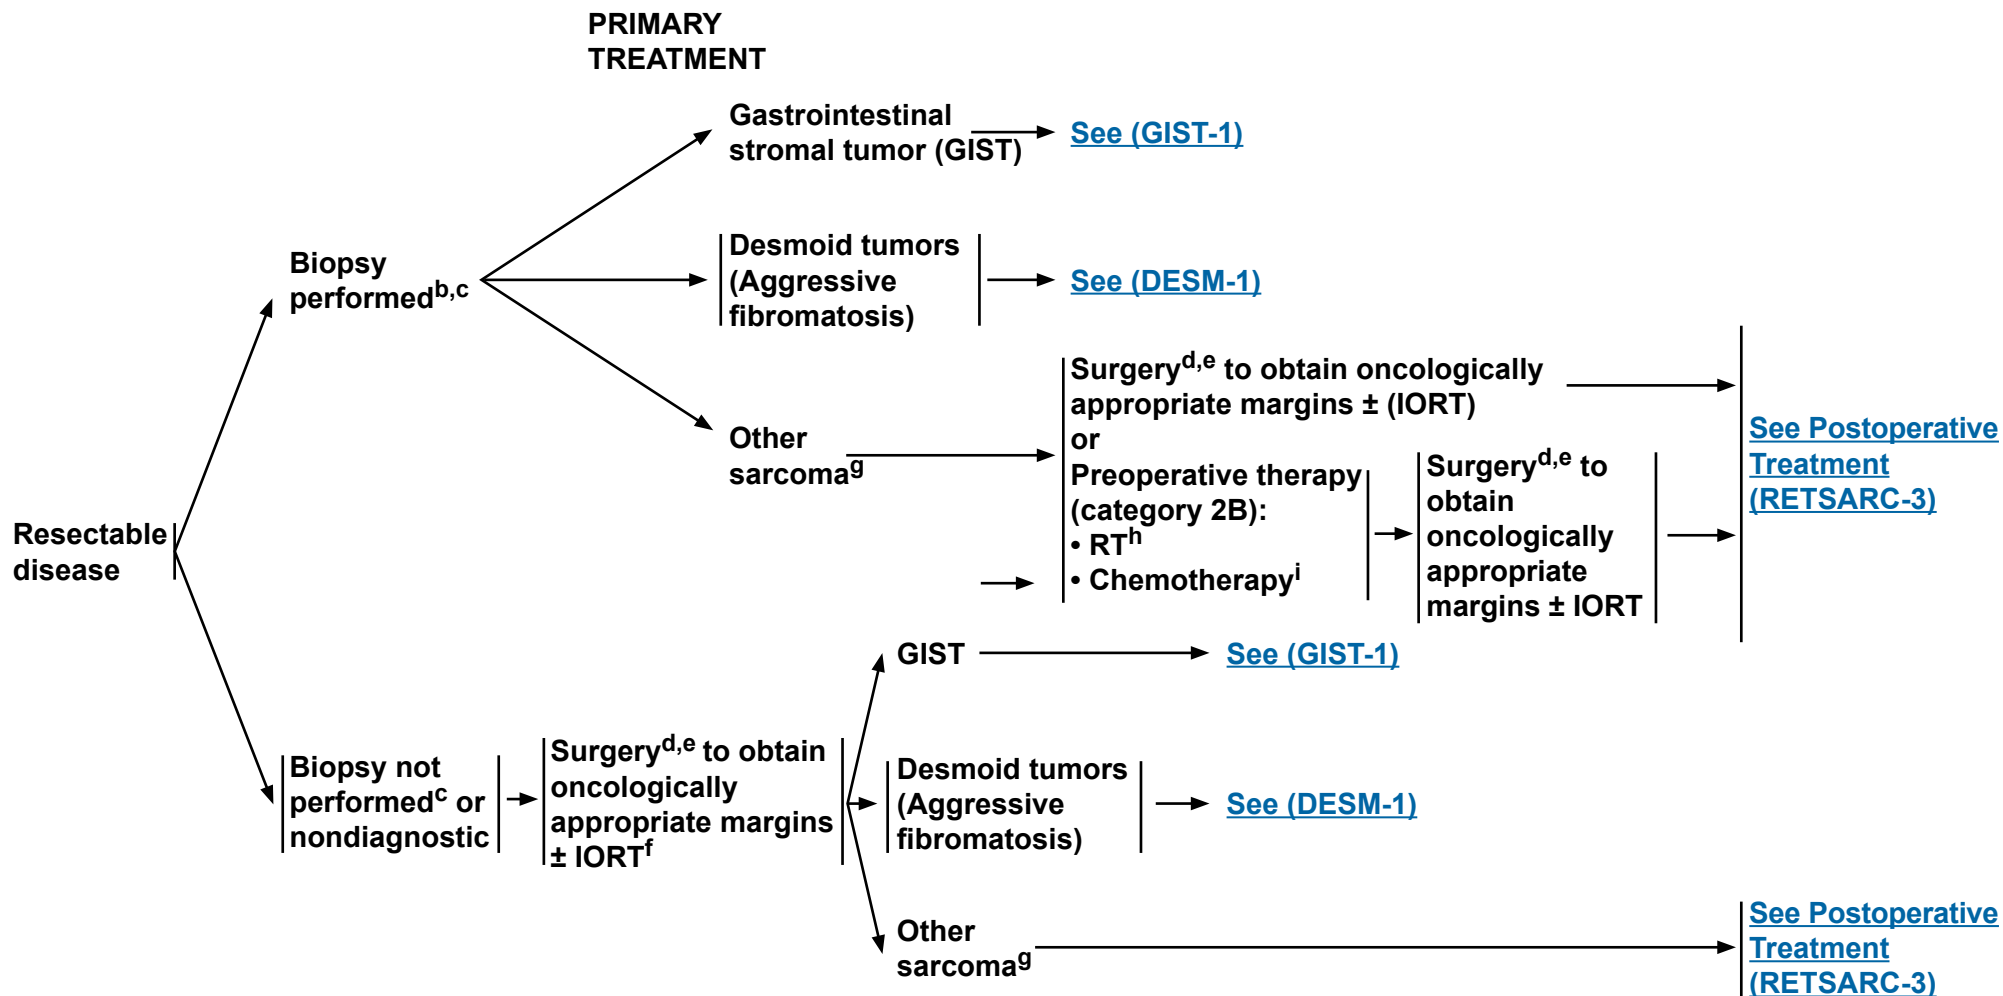 PRIMARY
TREATMENT
Gastrointestinal
stromal tumor (GIST)
See (GIST-1)
Biopsy
performedb,c
Desmoid tumors
(Aggressive
fibromatosis)
See (DESM-1)
Other
sarcomag
Surgeryd,e to obtain oncologically
appropriate margins ± (IORT)
or
Preoperative therapy
(category 2B):
• RTh
• Chemotherapyi
Surgeryd,e to
obtain
oncologically
appropriate
margins ± IORT
See Postoperative
Treatment
(RETSARC-3)
Resectable
disease
Biopsy not
performedc or
nondiagnostic
Surgeryd,e to obtain
oncologically
appropriate margins
± IORTf
GIST
See (GIST-1)
Desmoid tumors
(Aggressive
fibromatosis)
See (DESM-1)
Other
sarcomag
See Postoperative
Treatment
(RETSARC-3)